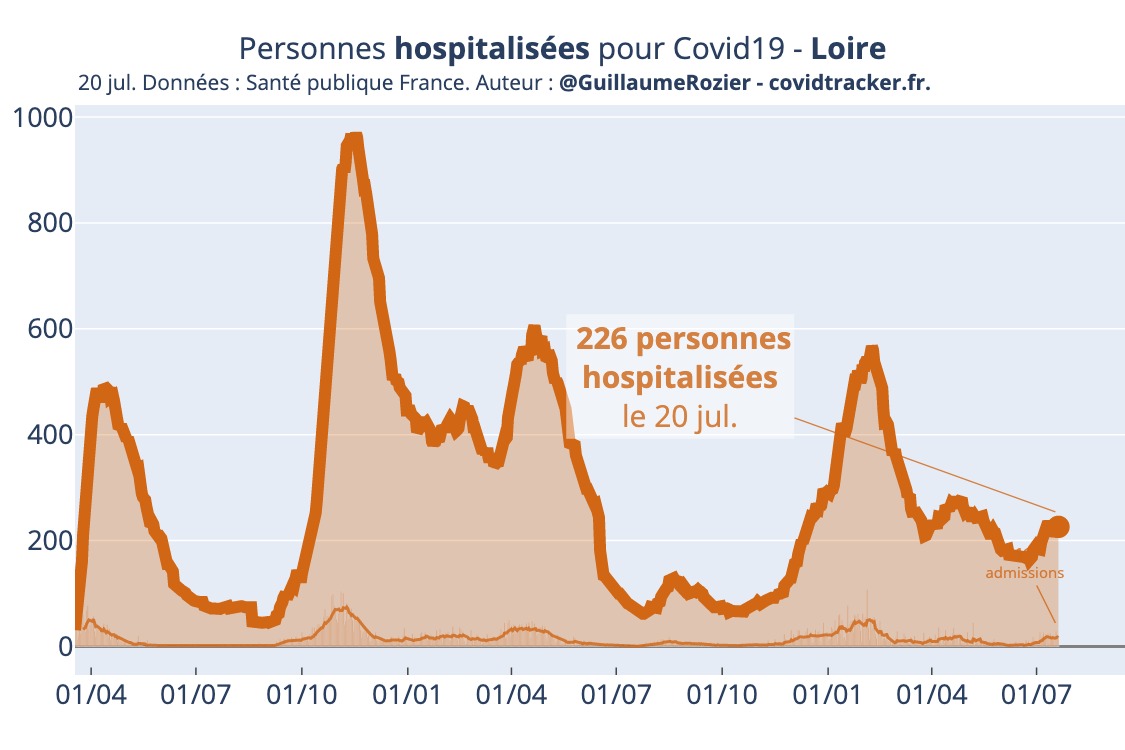 Personnes hospitalisées pour Covid19 - Loire
20 jul. Données : Santé publique France. Auteur : @GuillaumeRozier - covidtracker.fr.
1000
800
600
400
200
0
226 personnes
hospitalisées
le 20 jul.
admissions
01/04
01/07
01/10
01/01
01/04
01/07
01/10
01/01
01/04
01/07